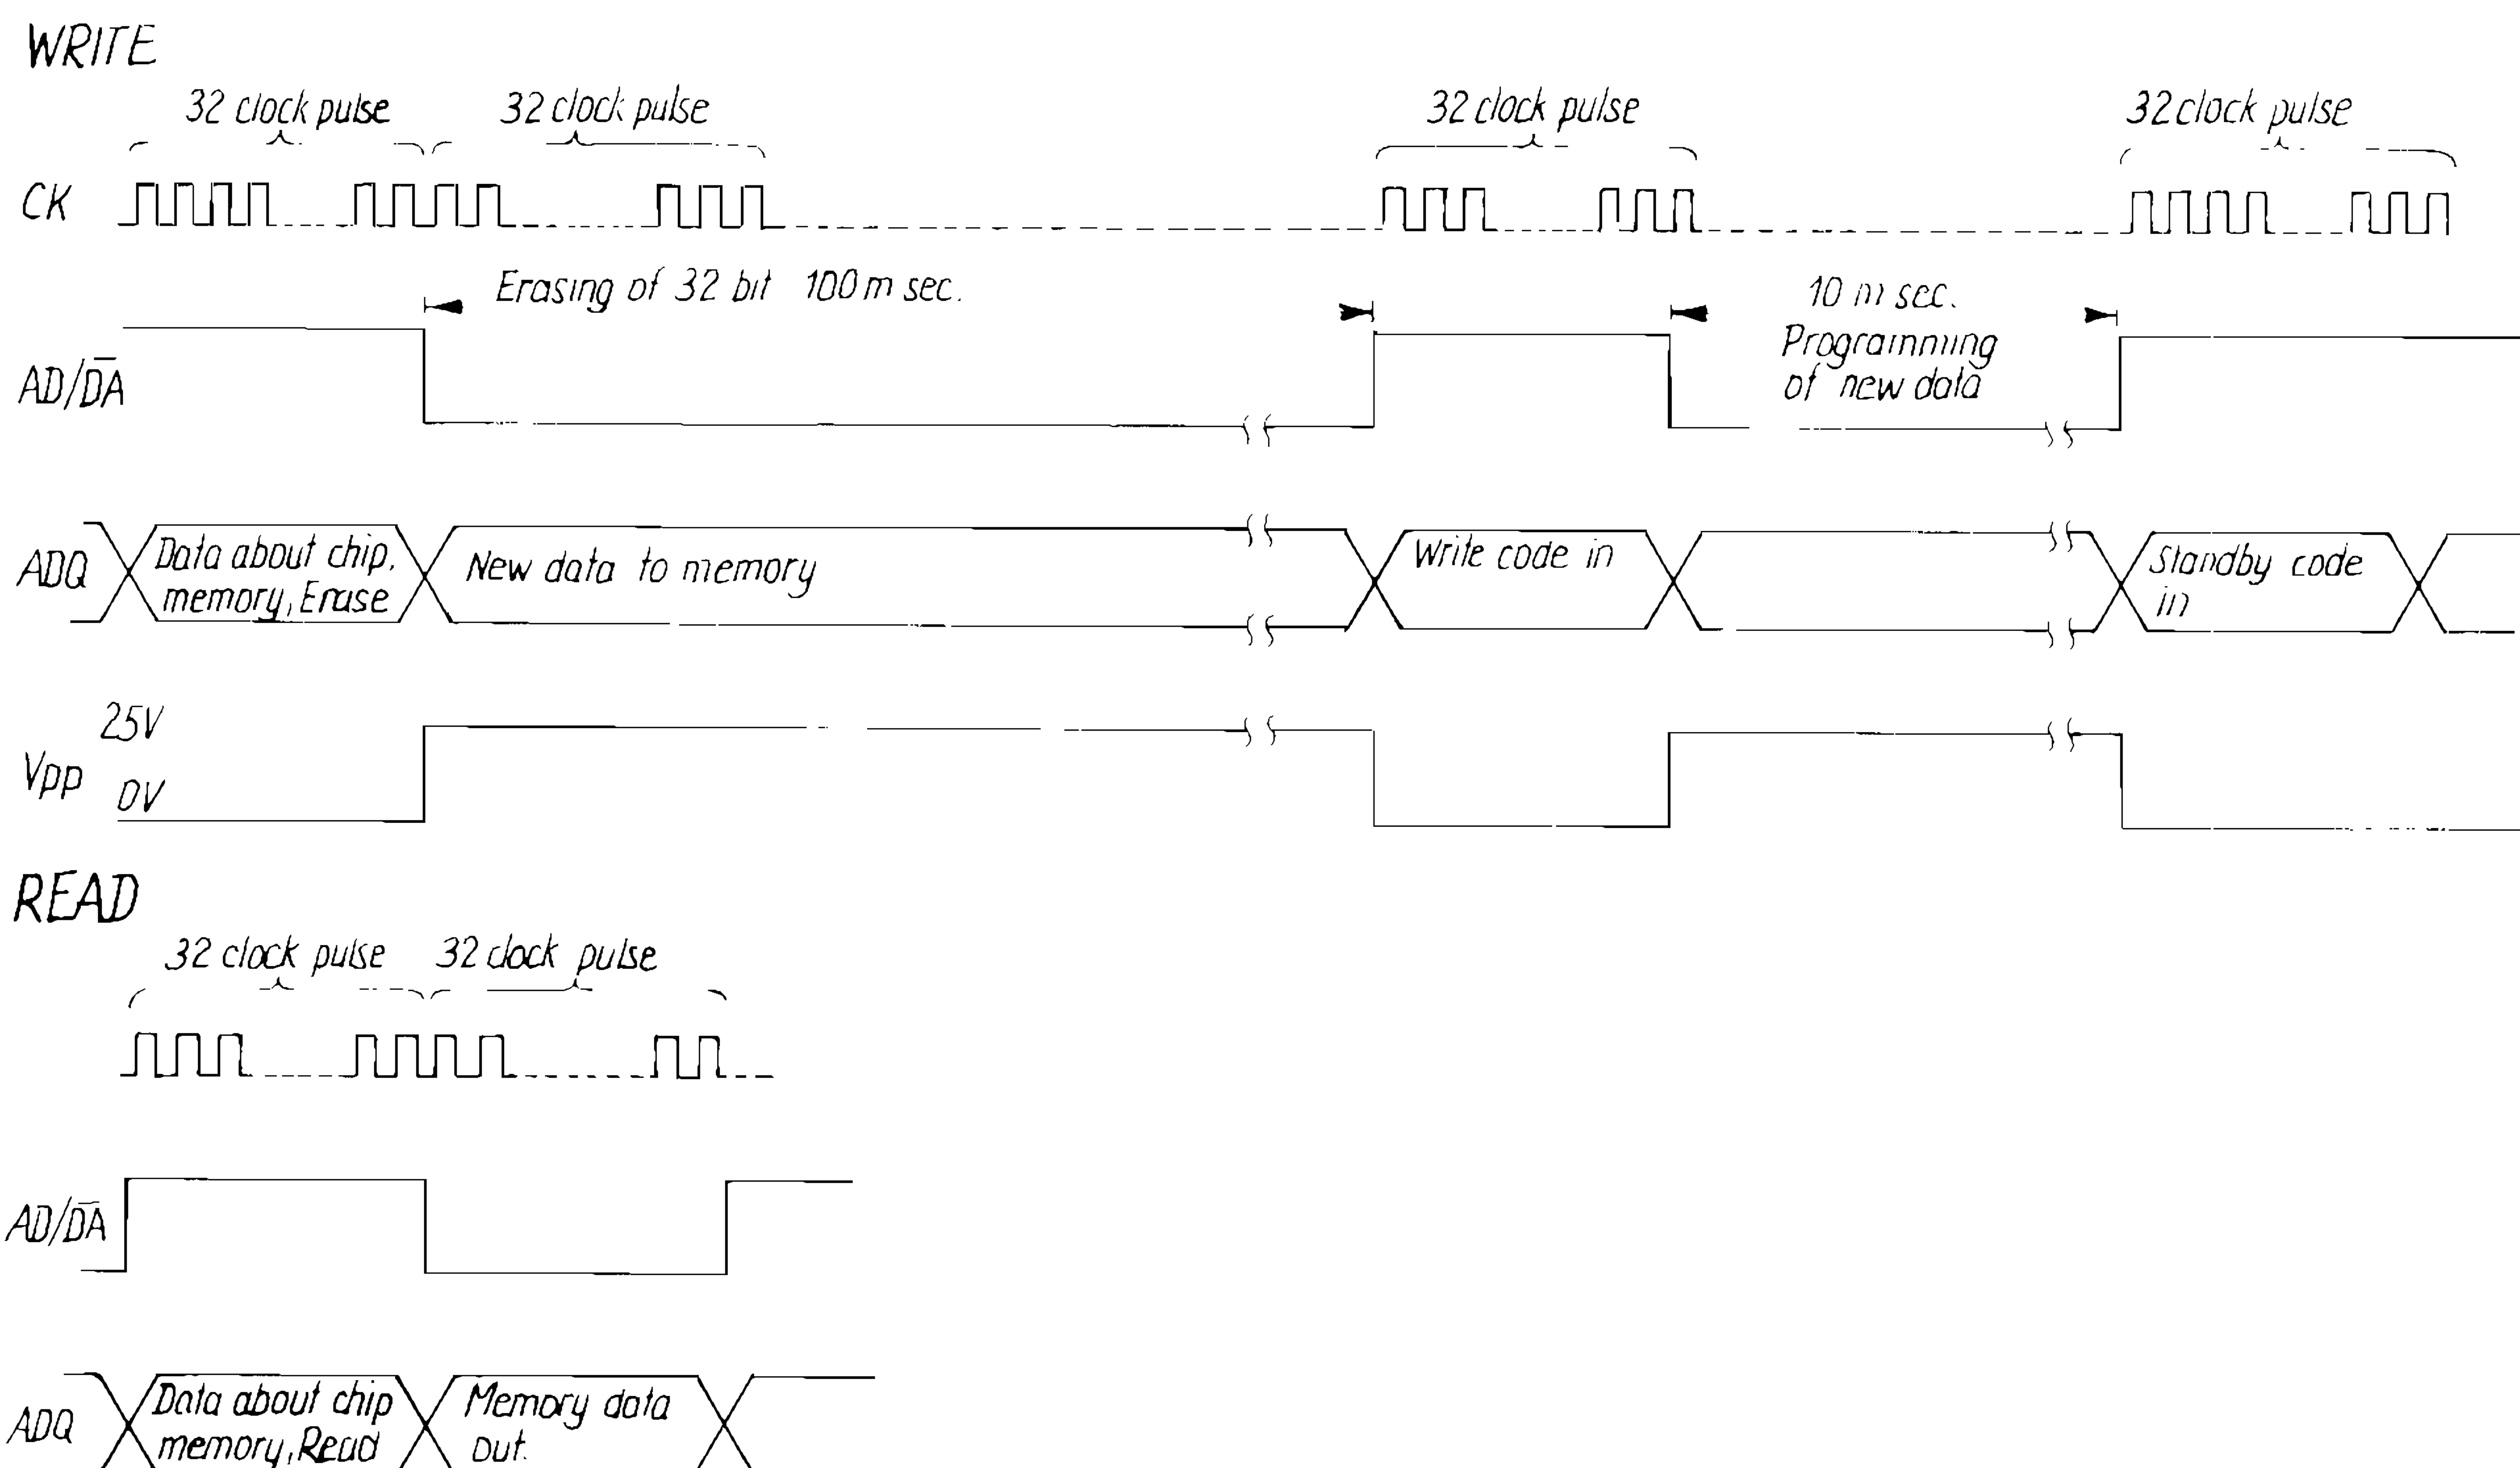 WRITE
32 clock pulse 32 clock pulse 32 clock pulse 32 clock pulse
CK
Erasing of 32 bit 100 m sec. 10 m sec.
Programming
of new data
AD/D̅A
ADQ
Data about chip,
memory, Erase
New data to memory
Write code in
Standby code
in
25V
Vpp
0V
READ
32 clock pulse 32 clock pulse
AD/D̅A
ADQ
Data about chip
memory, Read
Memory data
out.